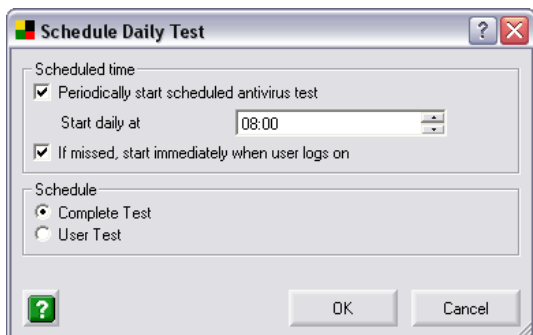 Schedule Daily Test
?
Scheduled time
Periodically start scheduled antivirus test
Start daily at 08:00
If missed, start immediately when user logs on
Schedule
Complete Test
User Test
?
OK Cancel